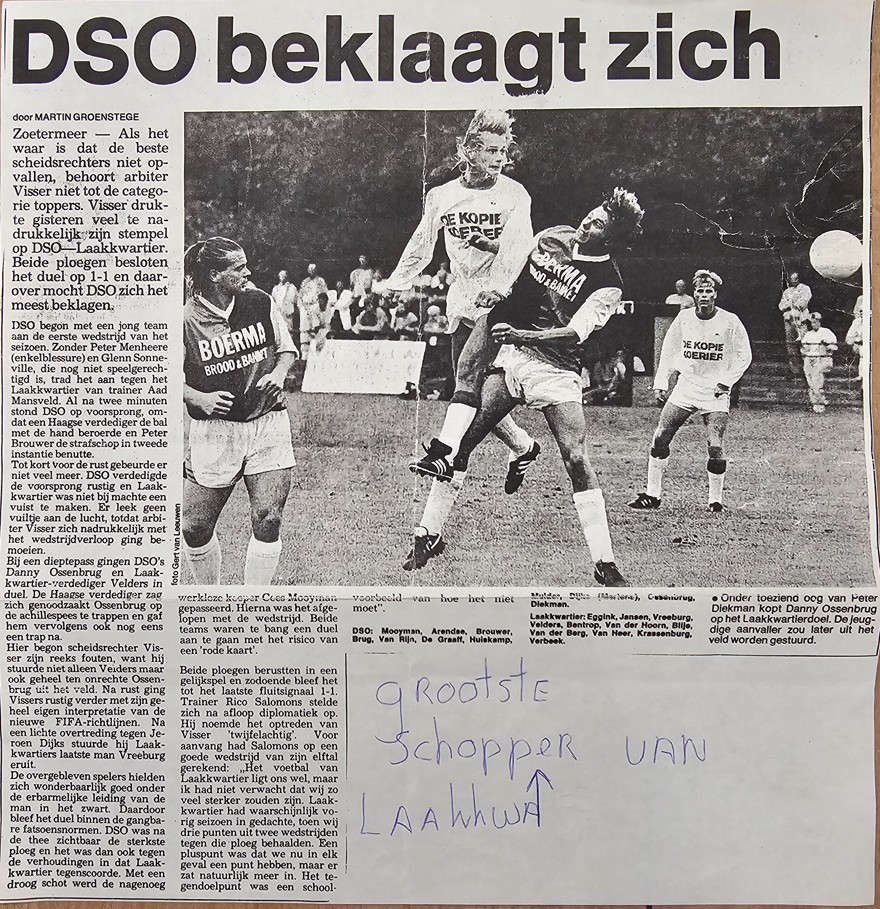 DSO beklaagt zich
door MARTIN GROENSTEGE
Zoetermeer — Als het
waar is dat de beste
scheidsrechters niet op-
vallen, behoort arbiter
Visser niet tot de catego-
rie toppers. Visser druk-
te gisteren veel te na-
drukkelijk zijn stempel
op DSO—Laakkwartier.
Beide ploegen besloten
het duel op 1-1 en daar-
over mocht DSO zich het
meest beklagen.
DSO begon met een jong team
aan de eerste wedstrijd van het
seizoen. Zonder Peter Menheere
(enkelblessure) en Glenn Sonne-
ville, die nog niet speelgerech-
tigd is, trad het aan tegen het
Laakkwartier van trainer Aad
Mansveld. Al na twee minuten
stond DSO op voorsprong, om-
dat een Haagse verdediger de bal
met de hand beroerde en Peter
Brouwer de strafschop in tweede
instantie benutte.
Tot kort voor de rust gebeurde er
niet veel meer. DSO verdedigde
de voorsprong rustig en Laak-
kwartier was niet bij machte een
vuist te maken. Er leek geen
vuiltje aan de lucht, totdat arbi-
ter Visser zich nadrukkelijk met
het wedstrijdverloop ging be-
moeien.
Bij een dieptepass gingen DSO's
Danny Ossenbrug en Laak-
kwartier-verdediger Velders in
duel. De Haagse verdediger zag
zich genoodzaakt Ossenbrug op
de achillespees te trappen en gaf
hem vervolgens ook nog eens
een trap na.
Hier begon scheidsrechter Vis-
ser zijn reeks fouten, want hij
stuurde niet alleen Velders maar
ook geheel ten onrechte Ossen-
brug uit het veld. Na rust ging
Vissers rustig verder met zijn ge-
heel eigen interpretatie van de
nieuwe FIFA-richtlijnen. Na
een lichte overtreding tegen Je-
roen Dijks stuurde hij Laak-
kwartiers laatste man Vreeburg
eruit.
De overgebleven spelers hielden
zich wonderbaarlijk goed onder
de erbarmelijke leiding van de
man in het zwart. Daardoor
bleef het duel binnen de gangba-
re fatsoensnormen. DSO was na
de thee zichtbaar de sterkste
ploeg en het was dan ook tegen
de verhoudingen in dat Laak-
kwartier tegenscoorde. Met een
droog schot werd de nagenoeg
werkloze keeper Cees Mooyman
gepasseerd. Hierna was het afge-
lopen met de wedstrijd. Beide
teams waren te bang een duel
aan te gaan met het risico van
een 'rode kaart'.
Beide ploegen berustten in een
gelijkspel en zodoende bleef het
tot het laatste fluitsignaal 1-1.
Trainer Rico Salomons stelde
zich na afloop diplomatiek op.
Hij noemde het optreden van
Visser 'twijfelachtig'. Voor
aanvang had Salomons op een
goede wedstrijd van zijn elftal
gerekend: „Het voetbal van
Laakkwartier ligt ons wel, maar
ik had niet verwacht dat wij zo
veel sterker zouden zijn. Laak-
kwartier had waarschijnlijk vo-
rig seizoen in gedachte, toen wij
drie punten uit twee wedstrijden
tegen die ploeg behaalden. Een
pluspunt was dat we nu in elk
geval een punt hebben, maar er
zat natuurlijk meer in. Het te-
gendoelpunt was een school-
voorbeeld van hoe het niet
moet”.
DSO: Mooyman, Arendse, Brouwer,
Brug, Van Rijn, De Graaff, Huiskamp,
Mulder, Dijks (Martens), Ossenbrug,
Diekman.
Laakkwartier: Eggink, Jansen, Vreeburg,
Velders, Bentrop, Van der Hoorn, Blije,
Van der Berg, Van Heer, Krassenburg,
Verbeek.
● Onder toeziend oog van Peter
Diekman kopt Danny Ossenbrug
op het Laakkwartierdoel. De jeug-
dige aanvaller zou later uit het
veld worden gestuurd.
foto Gert van Leeuwen
BOERMA
BROOD & BANKET
DE KOPIE
KOERIER
BOERMA
BROOD & BANKET
DE KOPIE
KOERIER
GROOTSTE
Schopper VAN
LAAkkwA